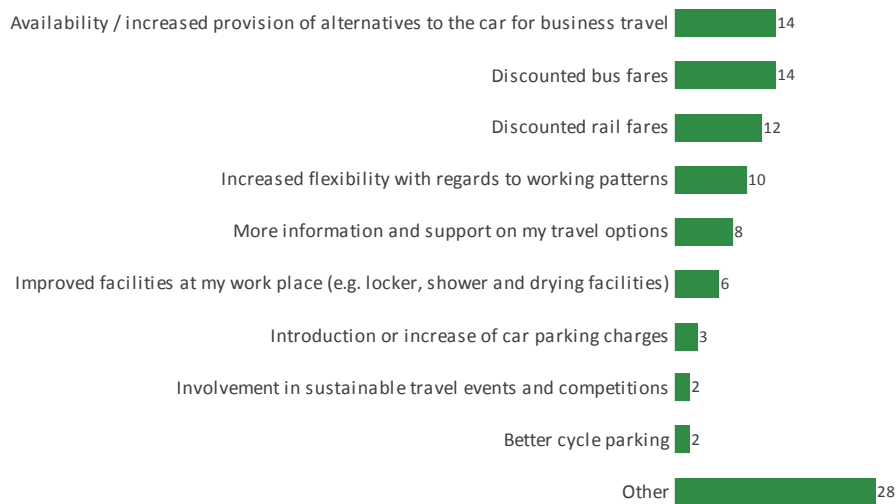 Availability / increased provision of alternatives to the car for business travel 14
Discounted bus fares 14
Discounted rail fares 12
Increased flexibility with regards to working patterns 10
More information and support on my travel options 8
Improved facilities at my work place (e.g. locker, shower and drying facilities) 6
Introduction or increase of car parking charges 3
Involvement in sustainable travel events and competitions 2
Better cycle parking 2
Other 28